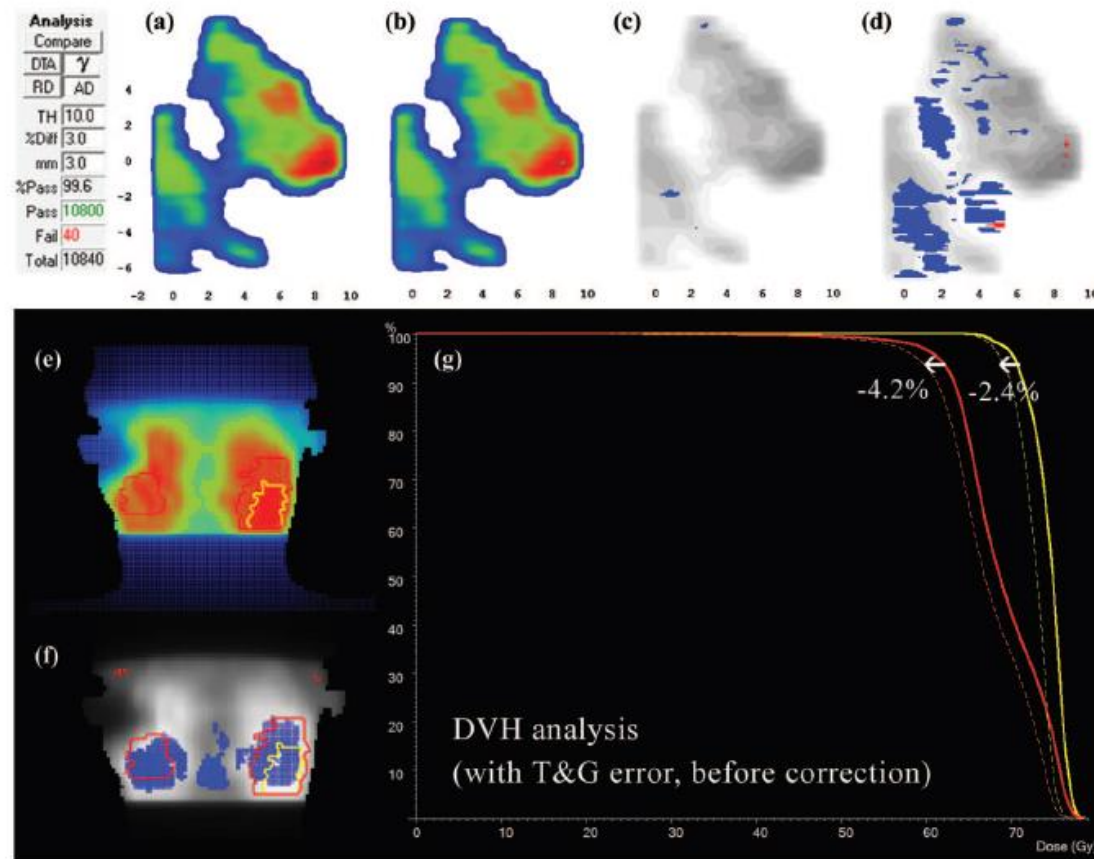 Analysis
Compare
DTA γ
RD AD
TH 10.0
%Diff 3.0
mm 3.0
%Pass 99.6
Pass 10800
Fail 40
Total 10840
(a) (b) (c) (d)
4
2
0
-2
-4
-6
-2 0 2 4 6 8 10
0 2 4 6 8 10
0 2 4 6 8 10
0 2 4 6 8 10
(e)
(f)
(g)
%
100
90
80
70
60
50
40
30
20
10
-4.2% -2.4%
DVH analysis
(with T&G error, before correction)
0 10 20 30 40 50 60 70
Dose (Gy